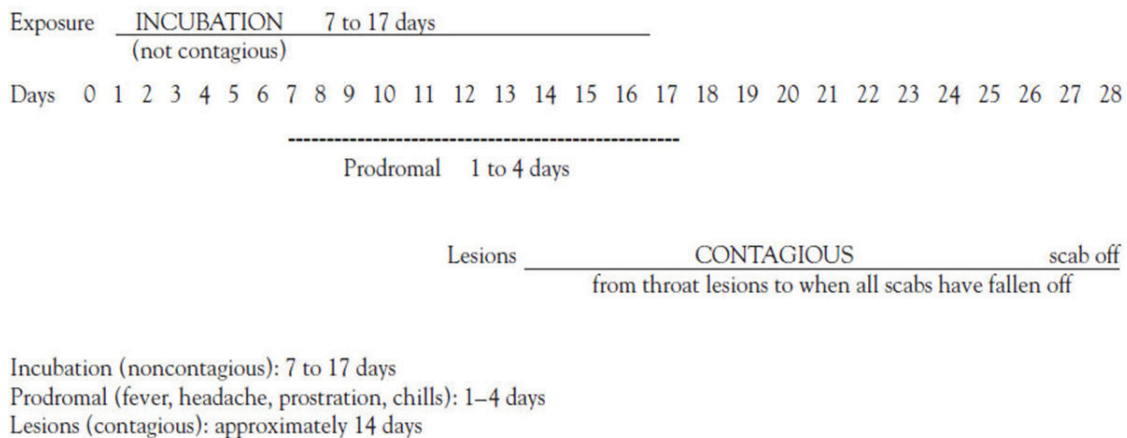 Exposure INCUBATION 7 to 17 days
(not contagious)
Days 0 1 2 3 4 5 6 7 8 9 10 11 12 13 14 15 16 17 18 19 20 21 22 23 24 25 26 27 28
Prodromal 1 to 4 days
Lesions CONTAGIOUS scab off
from throat lesions to when all scabs have fallen off
Incubation (noncontagious): 7 to 17 days
Prodromal (fever, headache, prostration, chills): 1–4 days
Lesions (contagious): approximately 14 days